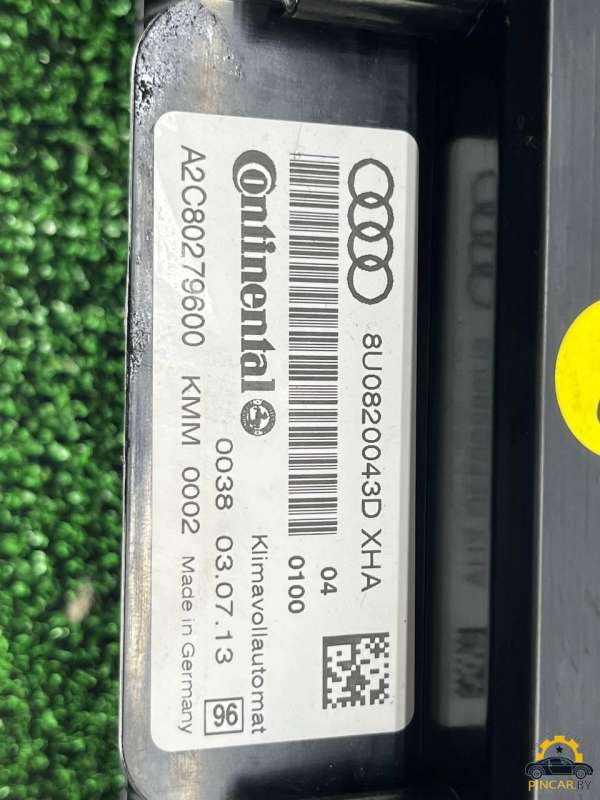 8U0820043D XHA
04
0100
Continental
Klimavollautomat
0038 03.07.13
96
A2C80279600 KMM 0002 Made in Germany
PINCAR.BY